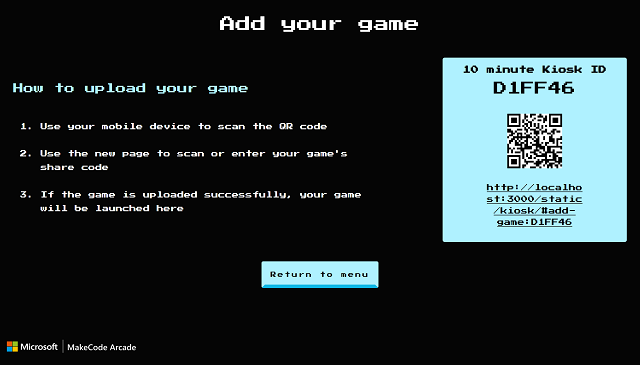 Add your game
How to upload your game
1. Use your mobile device to scan the QR code
2. Use the new page to scan or enter your game's
share code
3. If the game is uploaded successfully, your game
will be launched here
10 minute Kiosk ID
D1FF46
http://localho
st:3000/static
/kiosk/#add-
game:D1FF46
Return to menu
Microsoft | MakeCode Arcade